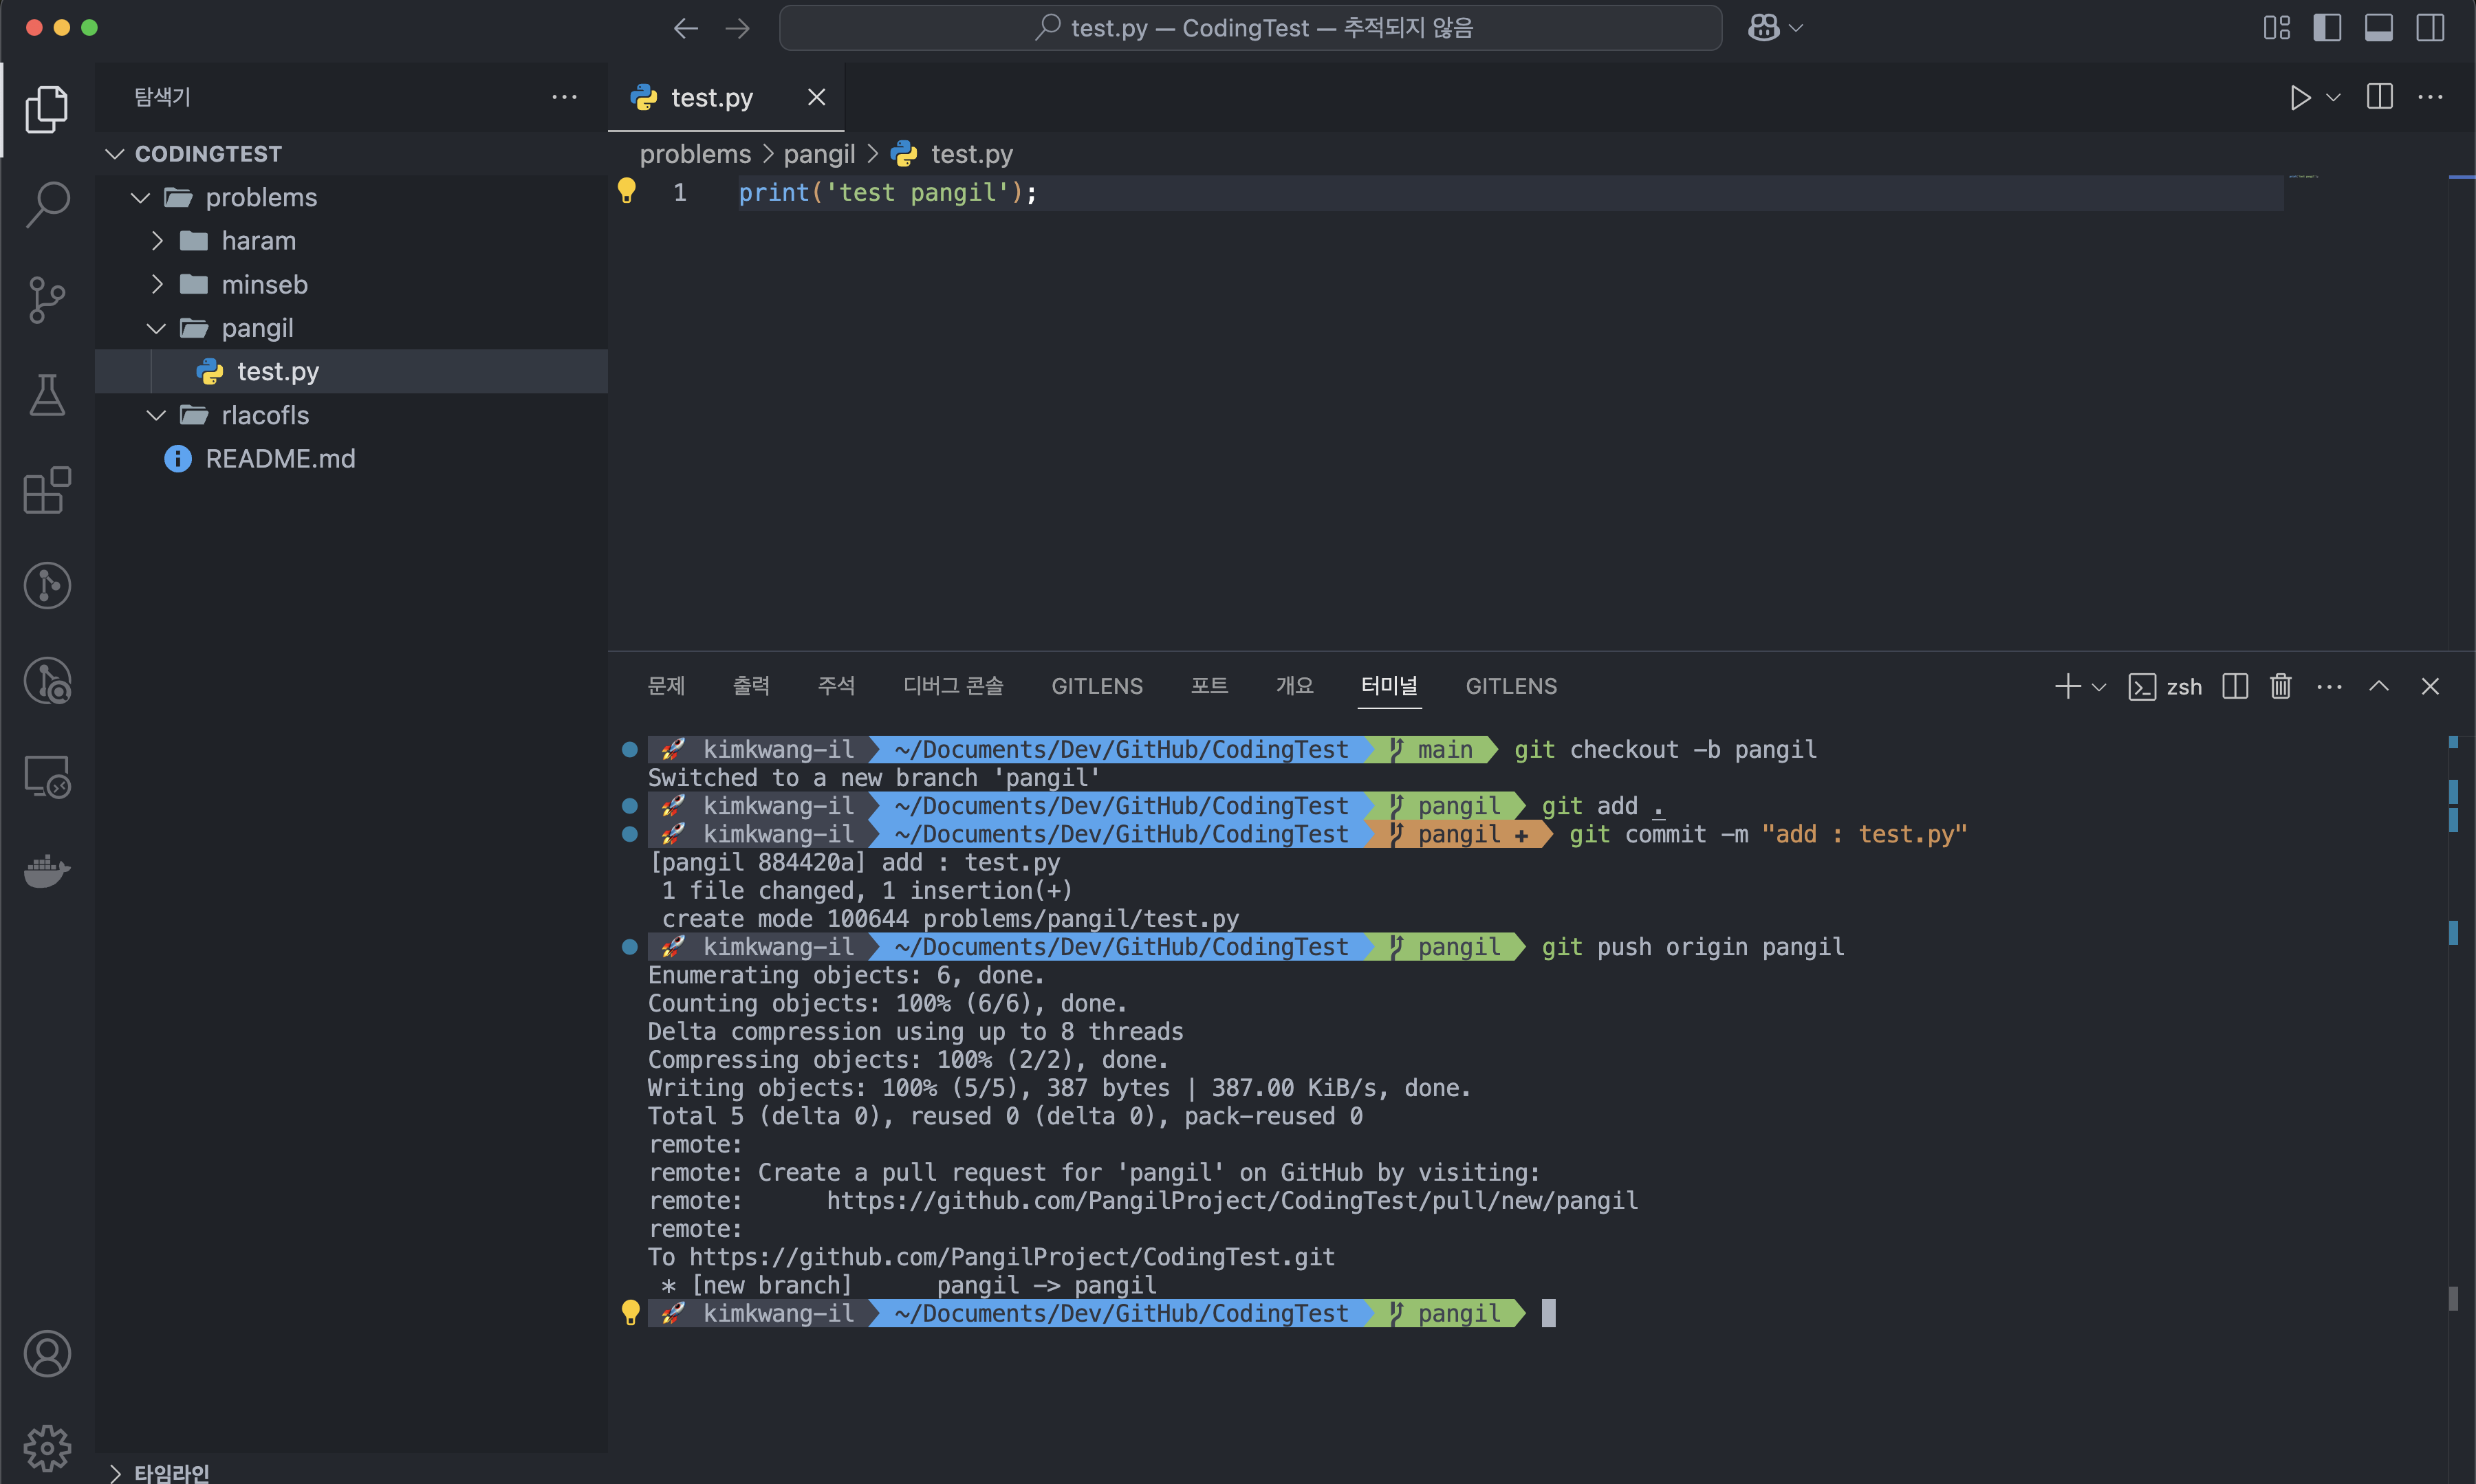 test.py — CodingTest — 추적되지 않음
탐색기
test.py
CODINGTEST
problems
haram
minseb
pangil
test.py
rlacofls
README.md
타임라인
problems > pangil > test.py
1 print('test pangil');
문제 출력 주석 디버그 콘솔 GITLENS 포트 개요 터미널 GITLENS
zsh
kimkwang-il ~/Documents/Dev/GitHub/CodingTest main git checkout -b pangil
Switched to a new branch 'pangil'
kimkwang-il ~/Documents/Dev/GitHub/CodingTest pangil git add .
kimkwang-il ~/Documents/Dev/GitHub/CodingTest pangil + git commit -m "add : test.py"
[pangil 884420a] add : test.py
1 file changed, 1 insertion(+)
create mode 100644 problems/pangil/test.py
kimkwang-il ~/Documents/Dev/GitHub/CodingTest pangil git push origin pangil
Enumerating objects: 6, done.
Counting objects: 100% (6/6), done.
Delta compression using up to 8 threads
Compressing objects: 100% (2/2), done.
Writing objects: 100% (5/5), 387 bytes | 387.00 KiB/s, done.
Total 5 (delta 0), reused 0 (delta 0), pack-reused 0
remote:
remote: Create a pull request for 'pangil' on GitHub by visiting:
remote: https://github.com/PangilProject/CodingTest/pull/new/pangil
remote:
To https://github.com/PangilProject/CodingTest.git
* [new branch] pangil -> pangil
kimkwang-il ~/Documents/Dev/GitHub/CodingTest pangil